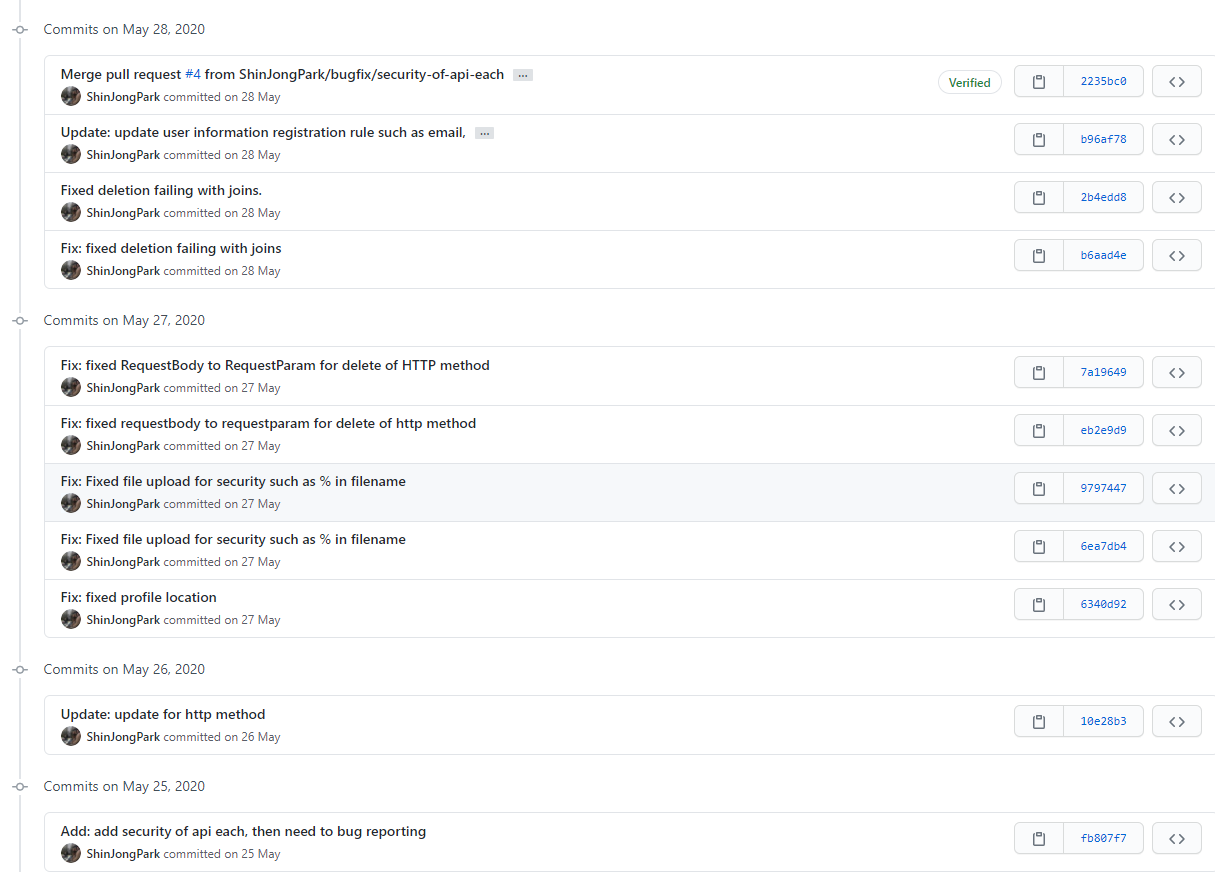 Commits on May 28, 2020
Merge pull request #4 from ShinJongPark/bugfix/security-of-api-each ...
Verified
2235bc0
ShinJongPark committed on 28 May
Update: update user information registration rule such as email, ...
b96af78
ShinJongPark committed on 28 May
Fixed deletion failing with joins.
2b4edd8
ShinJongPark committed on 28 May
Fix: fixed deletion failing with joins
b6aad4e
ShinJongPark committed on 28 May
Commits on May 27, 2020
Fix: fixed RequestBody to RequestParam for delete of HTTP method
7a19649
ShinJongPark committed on 27 May
Fix: fixed requestbody to requestparam for delete of http method
eb2e9d9
ShinJongPark committed on 27 May
Fix: Fixed file upload for security such as % in filename
9797447
ShinJongPark committed on 27 May
Fix: Fixed file upload for security such as % in filename
6ea7db4
ShinJongPark committed on 27 May
Fix: fixed profile location
6340d92
ShinJongPark committed on 27 May
Commits on May 26, 2020
Update: update for http method
10e28b3
ShinJongPark committed on 26 May
Commits on May 25, 2020
Add: add security of api each, then need to bug reporting
fb807f7
ShinJongPark committed on 25 May